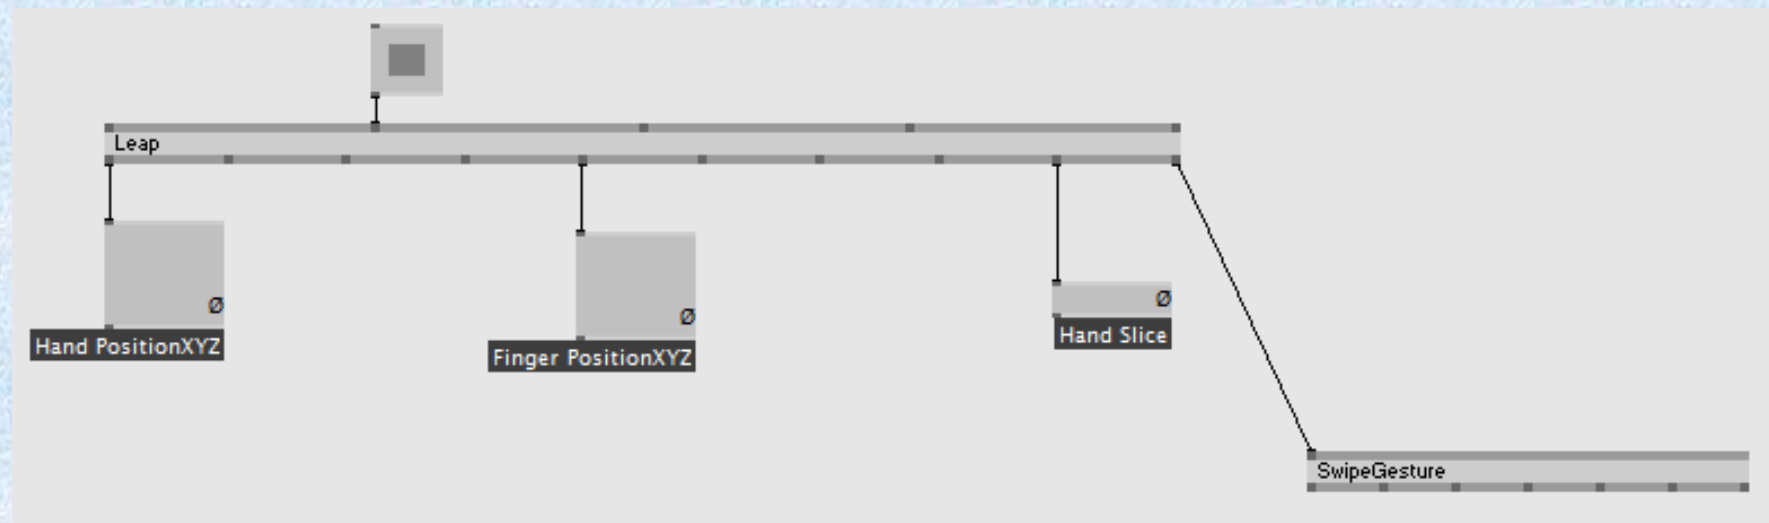 Leap
Ø
Hand PositionXYZ
Ø
Finger PositionXYZ
Ø
Hand Slice
SwipeGesture